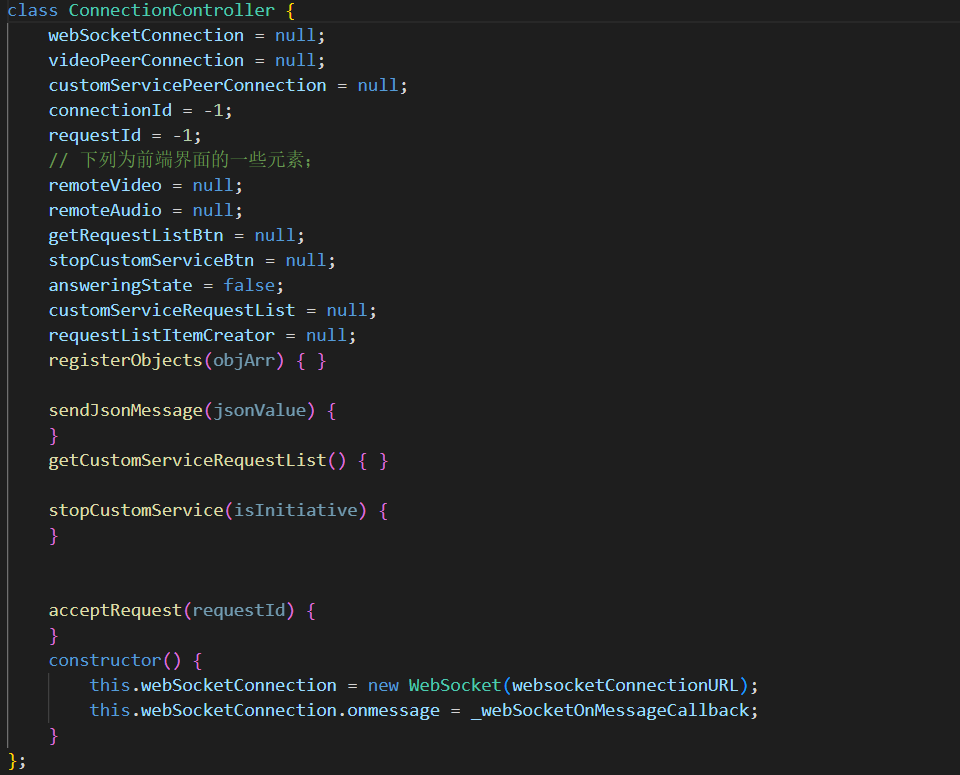 class ConnectionController {
    webSocketConnection = null;
    videoPeerConnection = null;
    customServicePeerConnection = null;
    connectionId = -1;
    requestId = -1;
    // 下列为前端界面的一些元素;
    remoteVideo = null;
    remoteAudio = null;
    getRequestListBtn = null;
    stopCustomServiceBtn = null;
    answeringState = false;
    customServiceRequestList = null;
    requestListItemCreator = null;
    registerObjects(objArr) { }

    sendJsonMessage(jsonValue) {
    }
    getCustomServiceRequestList() { }

    stopCustomService(isInitiative) {
    }


    acceptRequest(requestId) {
    }
    constructor() {
        this.webSocketConnection = new WebSocket(websocketConnectionURL);
        this.webSocketConnection.onmessage = _webSocketOnMessageCallback;
    }
};